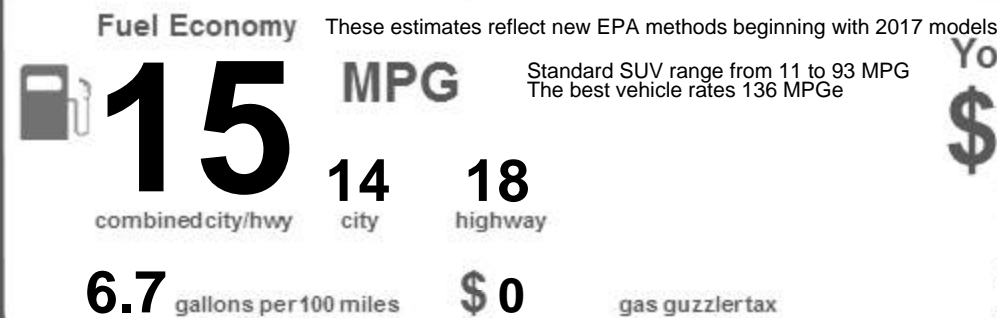 Fuel Economy These estimates reflect new EPA methods beginning with 2017 models
15 MPG Standard SUV range from 11 to 93 MPG
The best vehicle rates 136 MPGe
Yo
$
14 18
combined city/hwy city highway
6.7 gallons per 100 miles $ 0 gas guzzler tax